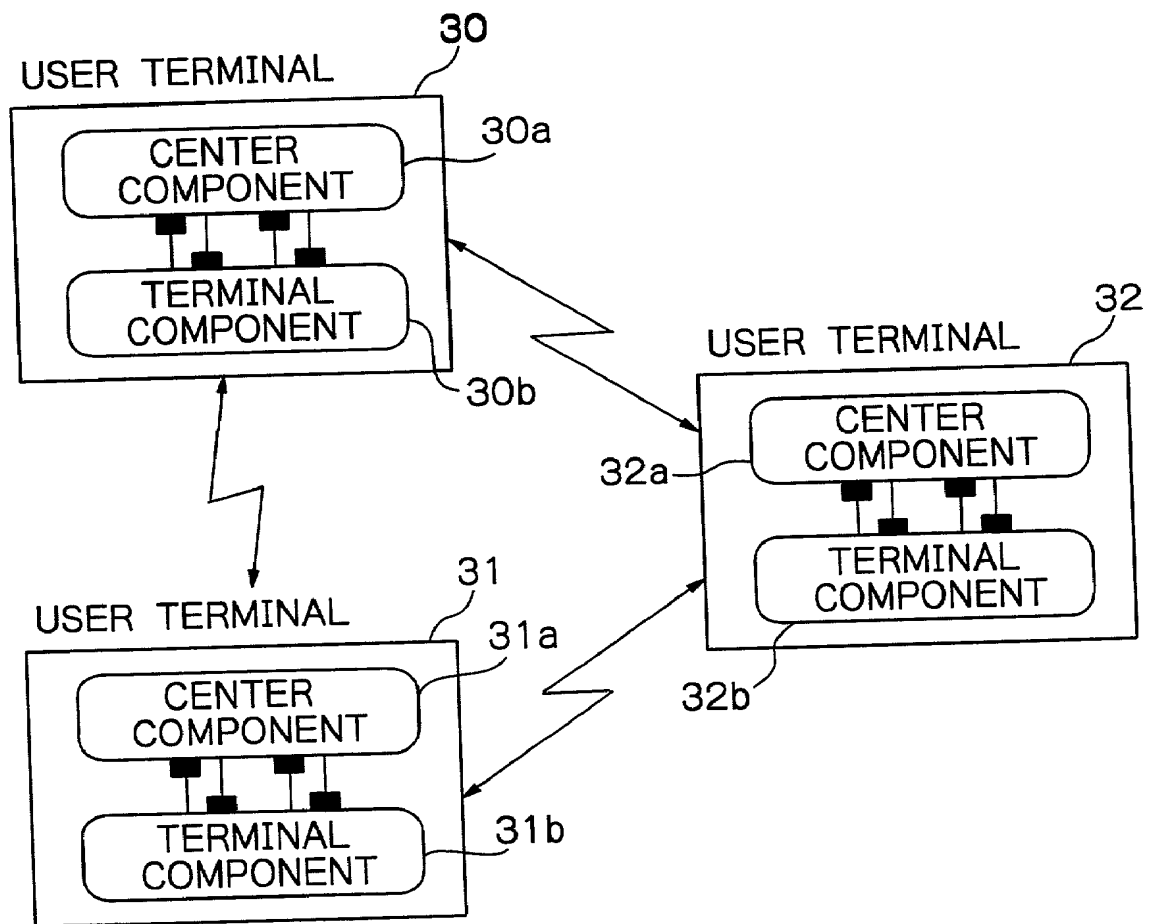 30
USER TERMINAL
CENTER
COMPONENT
30a
TERMINAL
COMPONENT
30b
32
USER TERMINAL
CENTER
COMPONENT
32a
TERMINAL
COMPONENT
32b
31
USER TERMINAL
31a
CENTER
COMPONENT
TERMINAL
COMPONENT
31b